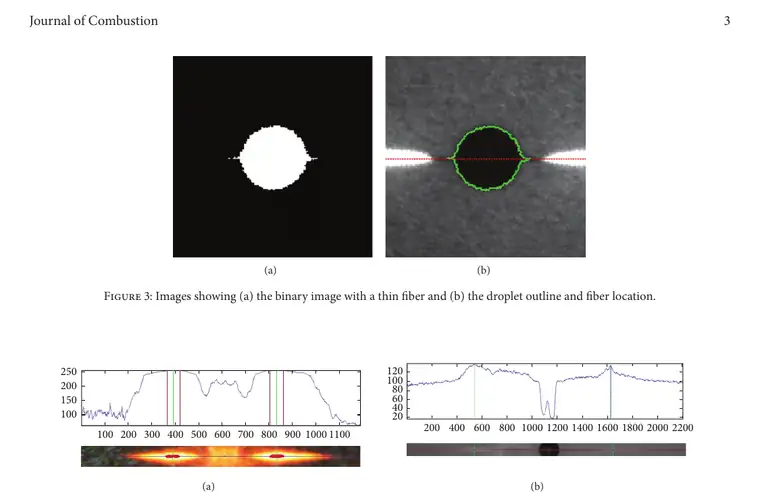 Journal of Combustion 3
(a) (b)
FIGURE 3: Images showing (a) the binary image with a thin fiber and (b) the droplet outline and fiber location.
250
200
150
100
100 200 300 400 500 600 700 800 900 1000 1100
(a)
120
100
80
60
40
20
200 400 600 800 1000 1200 1400 1600 1800 2000 2200
(b)